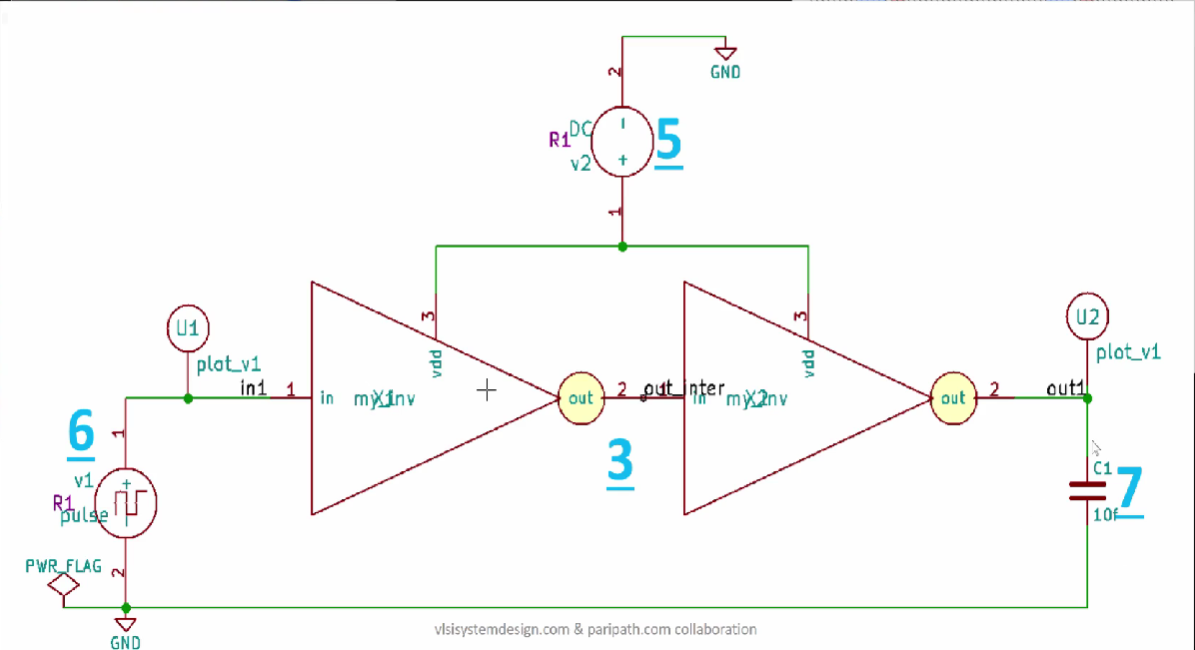 2
GND
DC
R1
5
v2
1
3
vdd
3
vdd
U1
plot_v1
U2
plot_v1
in1
1
in
out
2
out_inter
in
out
2
out1
6
1
v1
R1
pulse
3
C1
7
10f
PWR_FLAG
2
GND
vlsisystemdesign.com & paripath.com collaboration